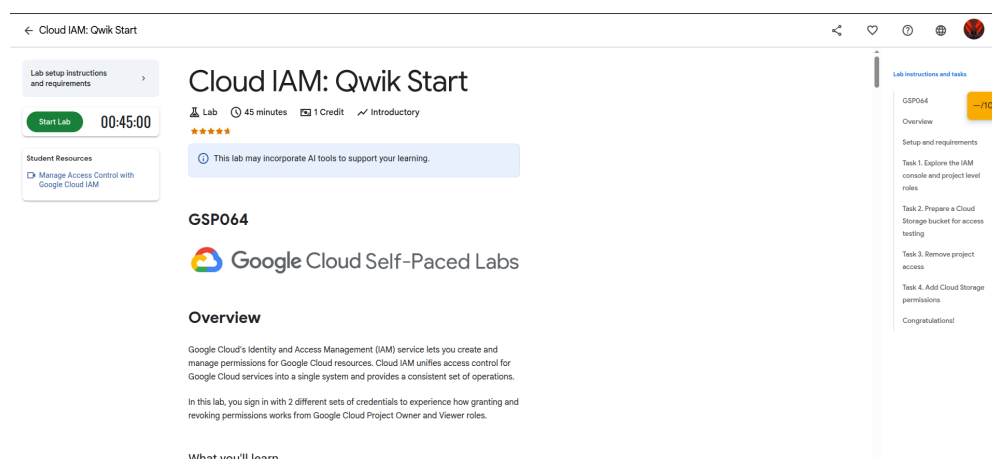 Cloud IAM: Qwik Start
Lab setup instructions
and requirements
Start Lab
00:45:00
Student Resources
Manage Access Control with
Google Cloud IAM
Cloud IAM: Qwik Start
Lab
45 minutes
1 Credit
Introductory
This lab may incorporate AI tools to support your learning.
GSP064
Google Cloud Self-Paced Labs
Overview
Google Cloud's Identity and Access Management (IAM) service lets you create and
manage permissions for Google Cloud resources. Cloud IAM unifies access control for
Google Cloud services into a single system and provides a consistent set of operations.
In this lab, you sign in with 2 different sets of credentials to experience how granting and
revoking permissions works from Google Cloud Project Owner and Viewer roles.
What you'll learn
Lab instructions and tasks
GSP064
—/10
Overview
Setup and requirements
Task 1. Explore the IAM
console and project level
roles
Task 2. Prepare a Cloud
Storage bucket for access
testing
Task 3. Remove project
access
Task 4. Add Cloud Storage
permissions
Congratulations!